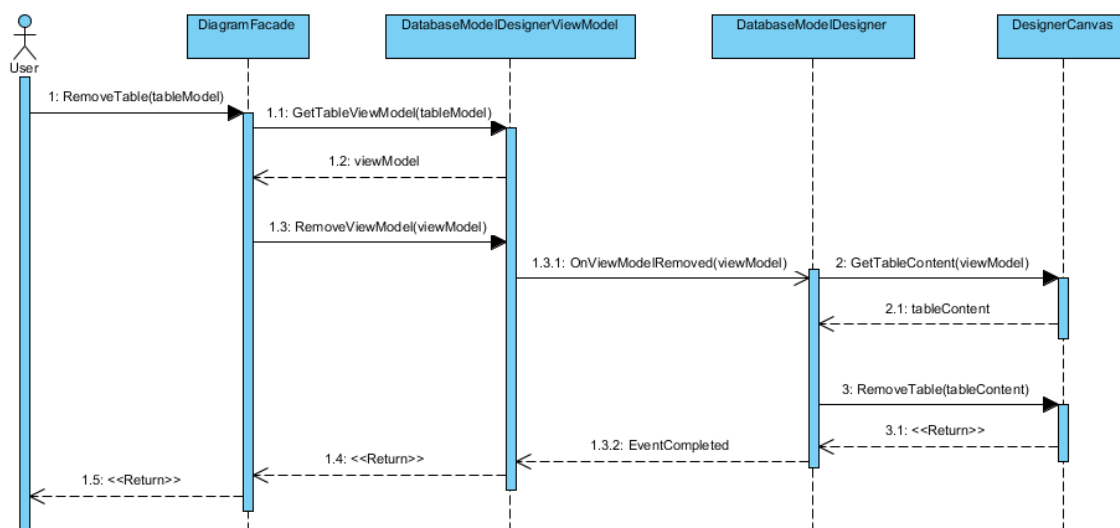 DiagramFacade
DatabaseModelDesignerViewModel
DatabaseModelDesigner
DesignerCanvas
User
1: RemoveTable(tableModel)
1.1: GetTableViewModel(tableModel)
1.2: viewModel
1.3: RemoveViewModel(viewModel)
1.3.1: OnViewModelRemoved(viewModel)
2: GetTableContent(viewModel)
2.1: tableContent
3: RemoveTable(tableContent)
3.1: <<Return>>
1.3.2: EventCompleted
1.4: <<Return>>
1.5: <<Return>>